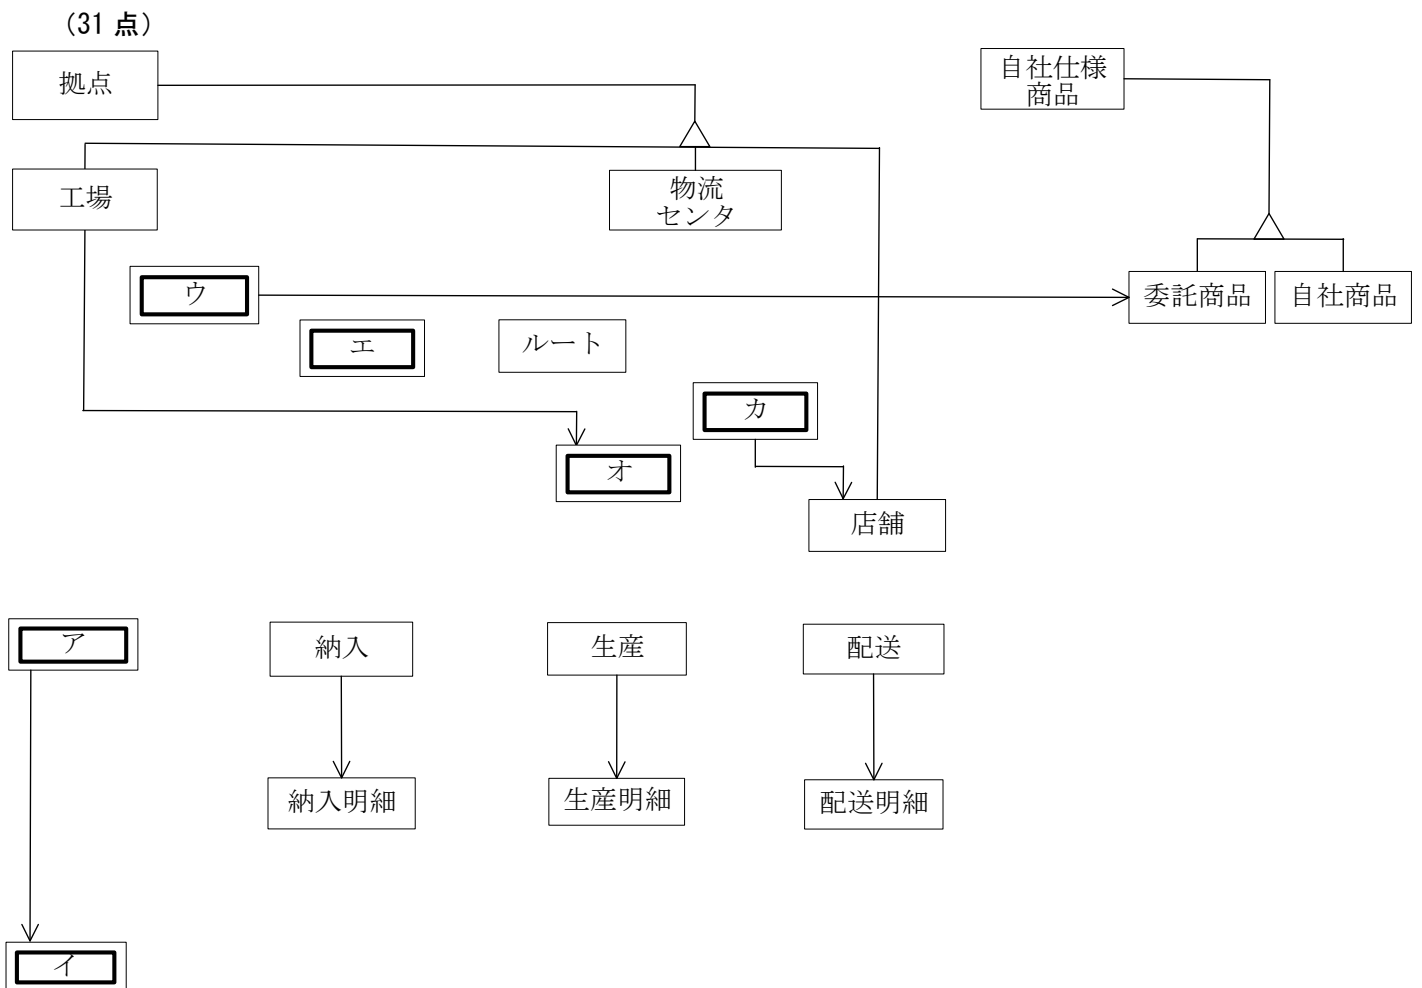 (31 点)
拠点
自社仕様
商品
工場
物流
センタ
ウ
委託商品
自社商品
エ
ルート
カ
オ
店舗
ア
納入
生産
配送
納入明細
生産明細
配送明細
イ